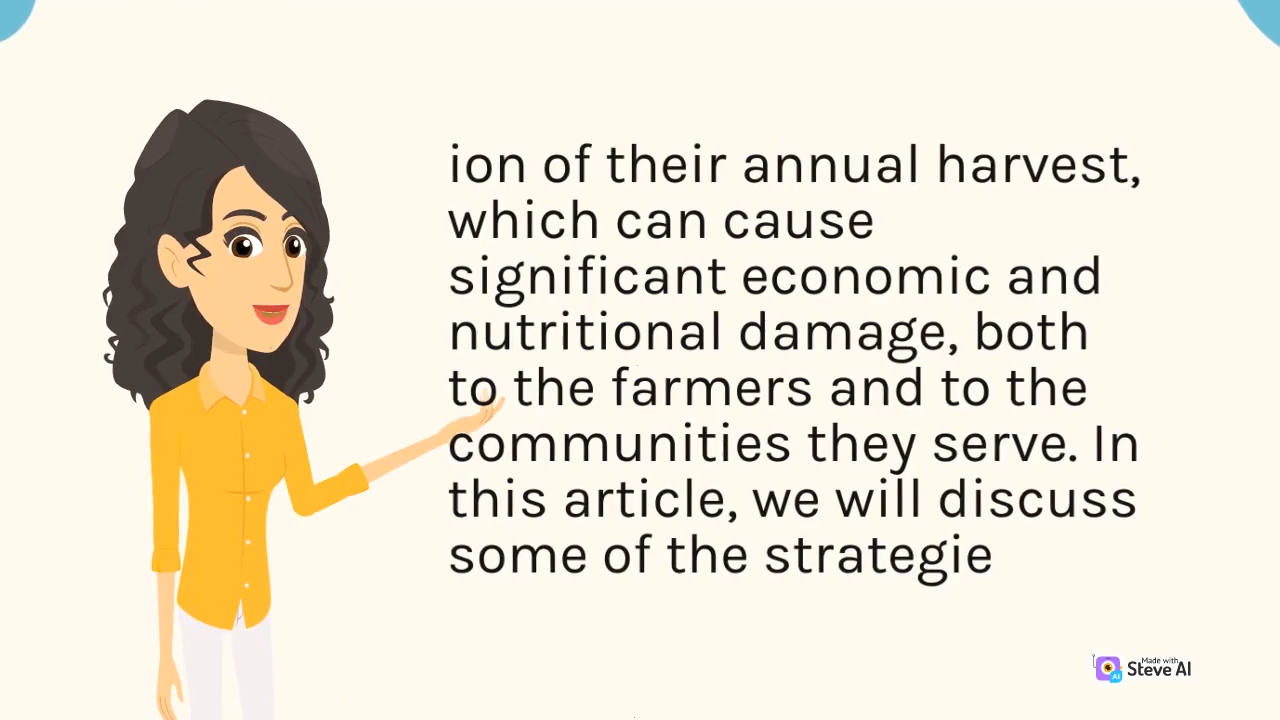 ion of their annual harvest,
which can cause
significant economic and
nutritional damage, both
to the farmers and to the
communities they serve. In
this article, we will discuss
some of the strategie
Made with
Steve AI
AI